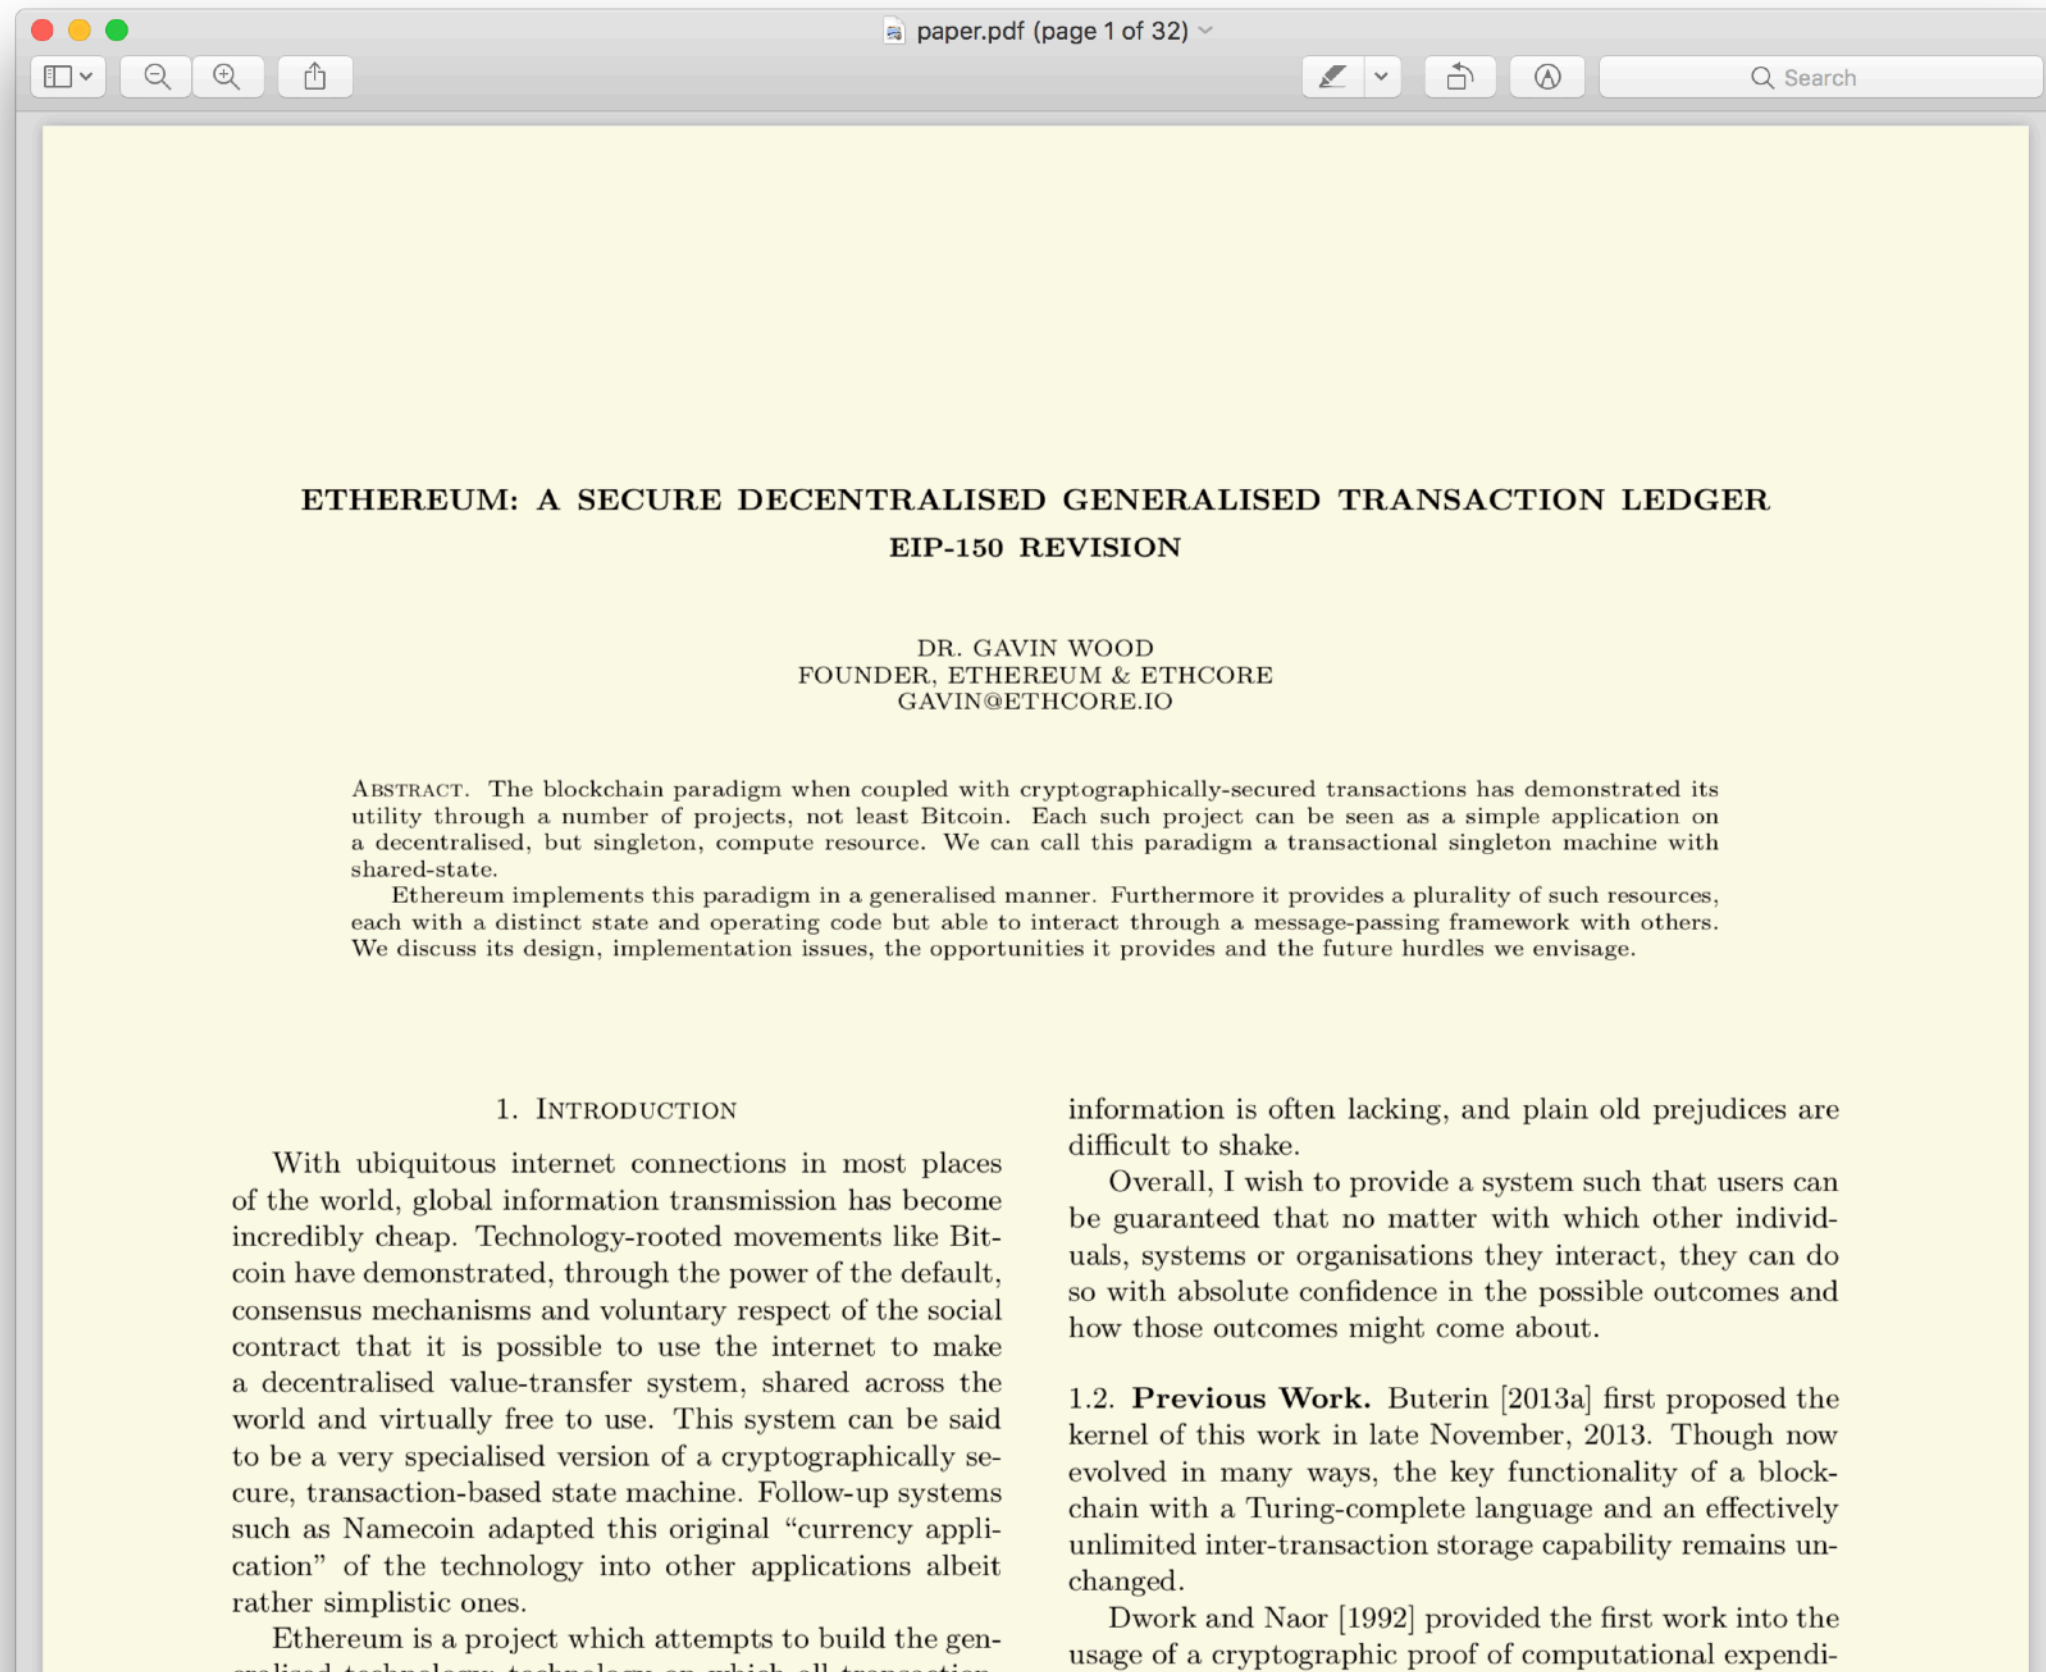 paper.pdf (page 1 of 32)
Search
ETHEREUM: A SECURE DECENTRALISED GENERALISED TRANSACTION LEDGER
EIP-150 REVISION
DR. GAVIN WOOD
FOUNDER, ETHEREUM & ETHCORE
GAVIN@ETHCORE.IO
ABSTRACT. The blockchain paradigm when coupled with cryptographically-secured transactions has demonstrated its
utility through a number of projects, not least Bitcoin. Each such project can be seen as a simple application on
a decentralised, but singleton, compute resource. We can call this paradigm a transactional singleton machine with
shared-state.
Ethereum implements this paradigm in a generalised manner. Furthermore it provides a plurality of such resources,
each with a distinct state and operating code but able to interact through a message-passing framework with others.
We discuss its design, implementation issues, the opportunities it provides and the future hurdles we envisage.
1. INTRODUCTION
With ubiquitous internet connections in most places
of the world, global information transmission has become
incredibly cheap. Technology-rooted movements like Bit-
coin have demonstrated, through the power of the default,
consensus mechanisms and voluntary respect of the social
contract that it is possible to use the internet to make
a decentralised value-transfer system, shared across the
world and virtually free to use. This system can be said
to be a very specialised version of a cryptographically se-
cure, transaction-based state machine. Follow-up systems
such as Namecoin adapted this original “currency appli-
cation” of the technology into other applications albeit
rather simplistic ones.
Ethereum is a project which attempts to build the gen-
information is often lacking, and plain old prejudices are
difficult to shake.
Overall, I wish to provide a system such that users can
be guaranteed that no matter with which other individ-
uals, systems or organisations they interact, they can do
so with absolute confidence in the possible outcomes and
how those outcomes might come about.
1.2. Previous Work. Buterin [2013a] first proposed the
kernel of this work in late November, 2013. Though now
evolved in many ways, the key functionality of a block-
chain with a Turing-complete language and an effectively
unlimited inter-transaction storage capability remains un-
changed.
Dwork and Naor [1992] provided the first work into the
usage of a cryptographic proof of computational expendi-